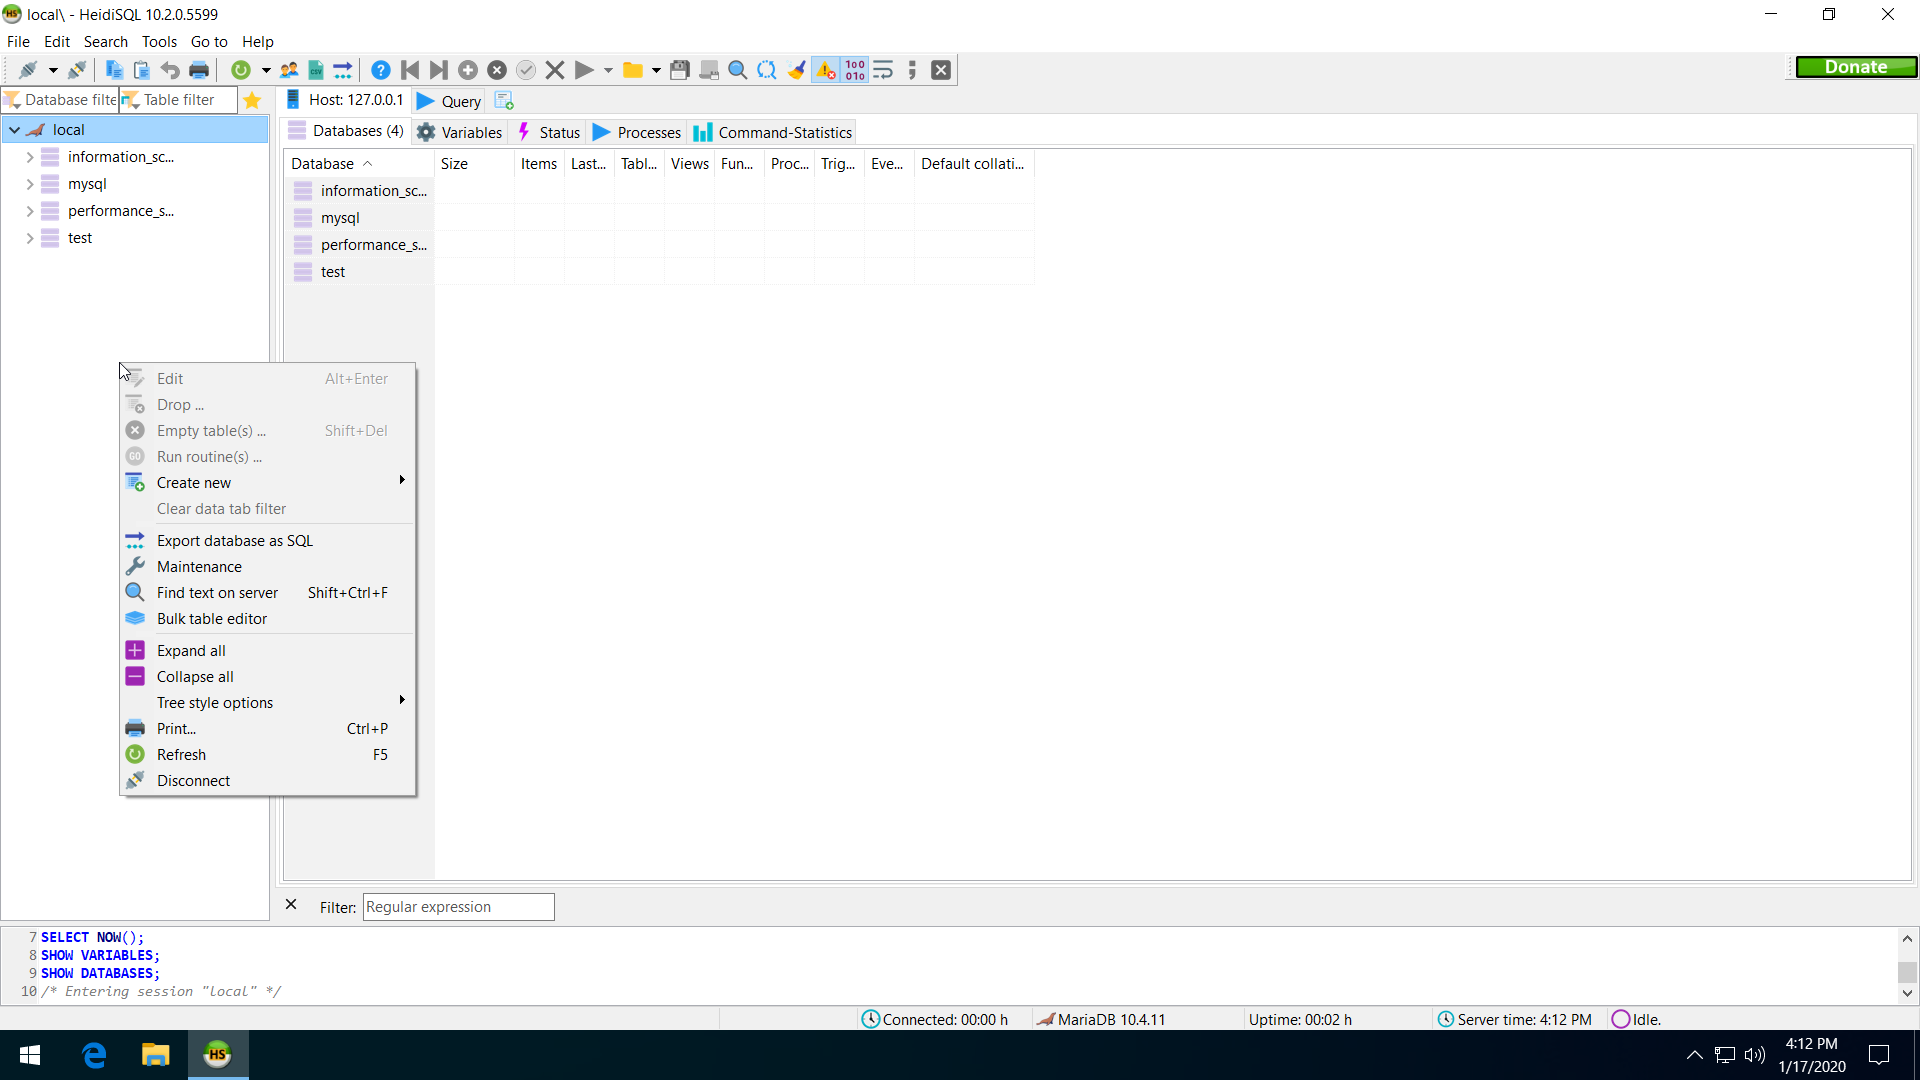 local\ - HeidiSQL 10.2.0.5599
File Edit Search Tools Go to Help
Donate
Database filte Table filter
Host: 127.0.0.1 Query
Databases (4) Variables Status Processes Command-Statistics
local
information_sc...
mysql
performance_s...
test
Database Size Items Last... Tabl... Views Fun... Proc... Trig... Eve... Default collati...
information_sc...
mysql
performance_s...
test
Edit Alt+Enter
Drop ...
Empty table(s) ... Shift+Del
Run routine(s) ...
Create new
Clear data tab filter
Export database as SQL
Maintenance
Find text on server Shift+Ctrl+F
Bulk table editor
Expand all
Collapse all
Tree style options
Print... Ctrl+P
Refresh F5
Disconnect
Filter: Regular expression
7 SELECT NOW();
8 SHOW VARIABLES;
9 SHOW DATABASES;
10 /* Entering session "local" */
Connected: 00:00 h MariaDB 10.4.11 Uptime: 00:02 h Server time: 4:12 PM Idle.
4:12 PM
1/17/2020